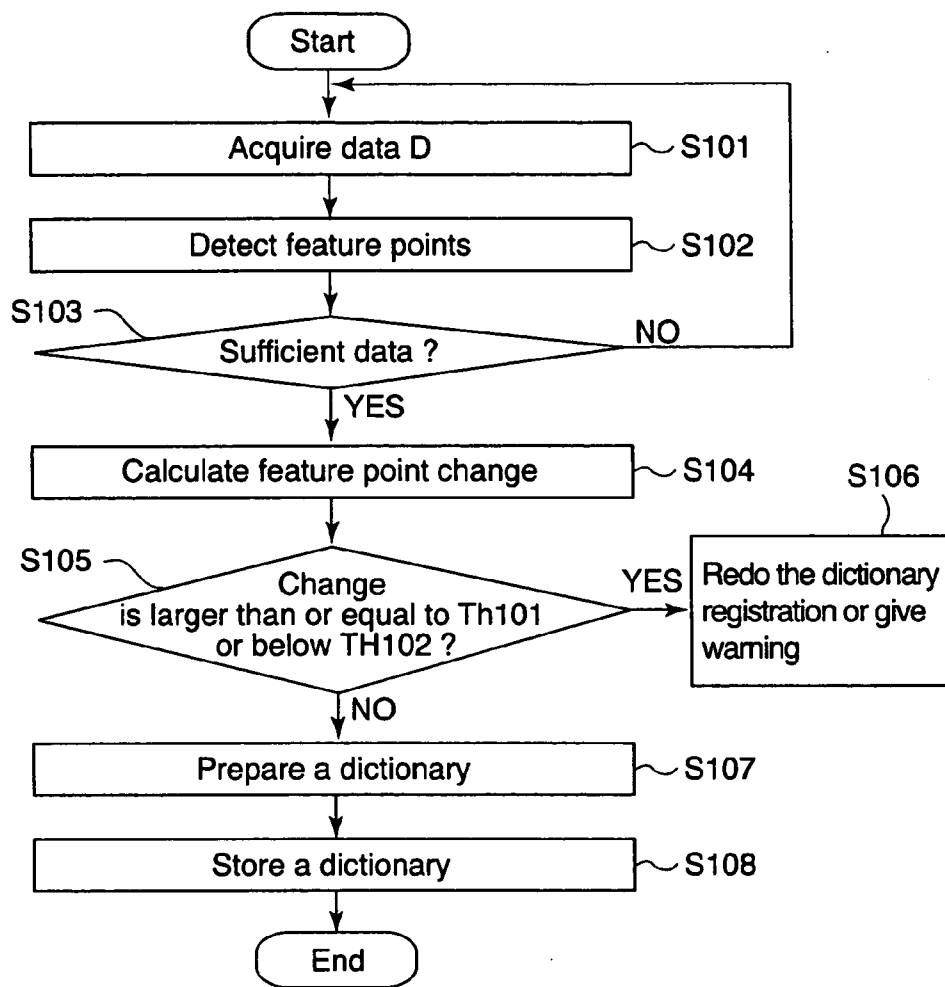 Start
Acquire data D
S101
Detect feature points
S102
S103
Sufficient data ?
NO
YES
Calculate feature point change
S104
S106
S105
Change
is larger than or equal to Th101
or below TH102 ?
YES
Redo the dictionary
registration or give
warning
NO
Prepare a dictionary
S107
Store a dictionary
S108
End